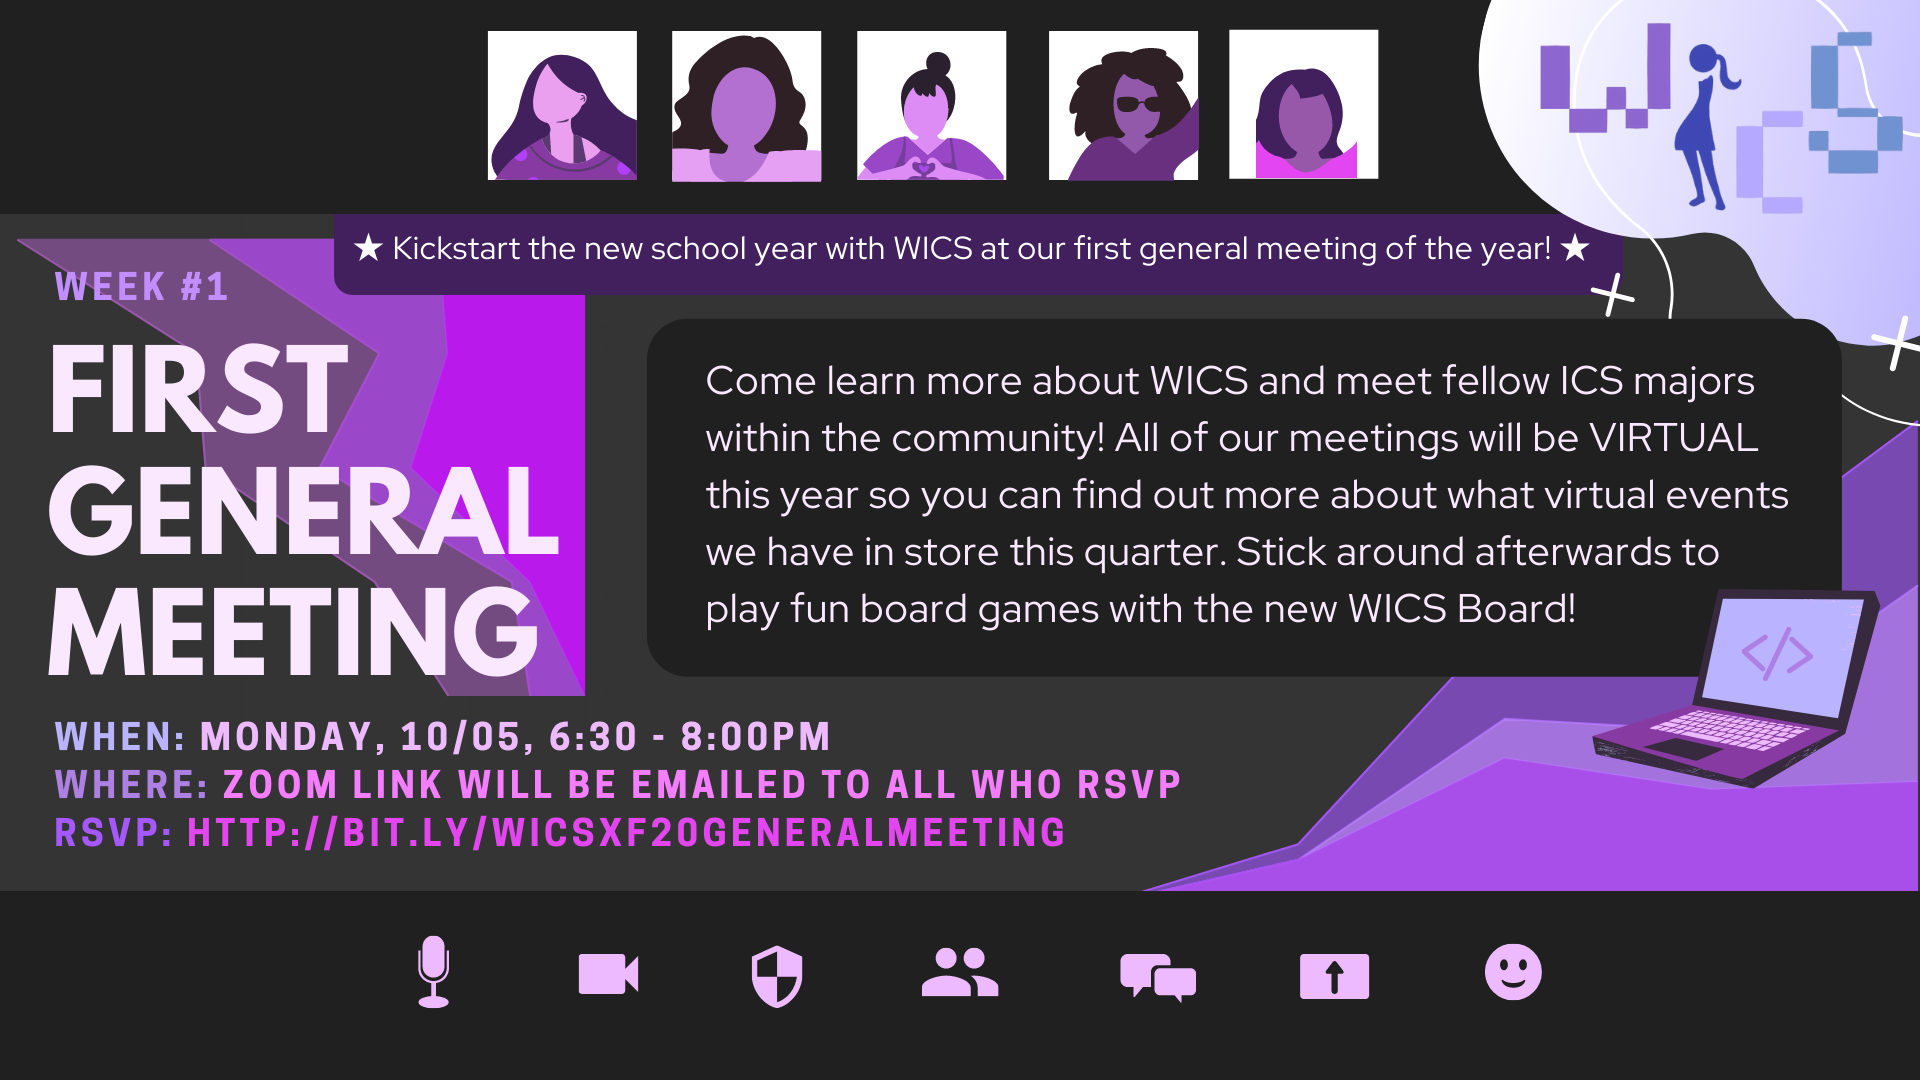 W I C S
★ Kickstart the new school year with WICS at our first general meeting of the year! ★
WEEK #1
FIRST
GENERAL
MEETING
Come learn more about WICS and meet fellow ICS majors
within the community! All of our meetings will be VIRTUAL
this year so you can find out more about what virtual events
we have in store this quarter. Stick around afterwards to
play fun board games with the new WICS Board!
</>
WHEN: MONDAY, 10/05, 6:30 - 8:00PM
WHERE: ZOOM LINK WILL BE EMAILED TO ALL WHO RSVP
RSVP: HTTP://BIT.LY/WICSXF20GENERALMEETING